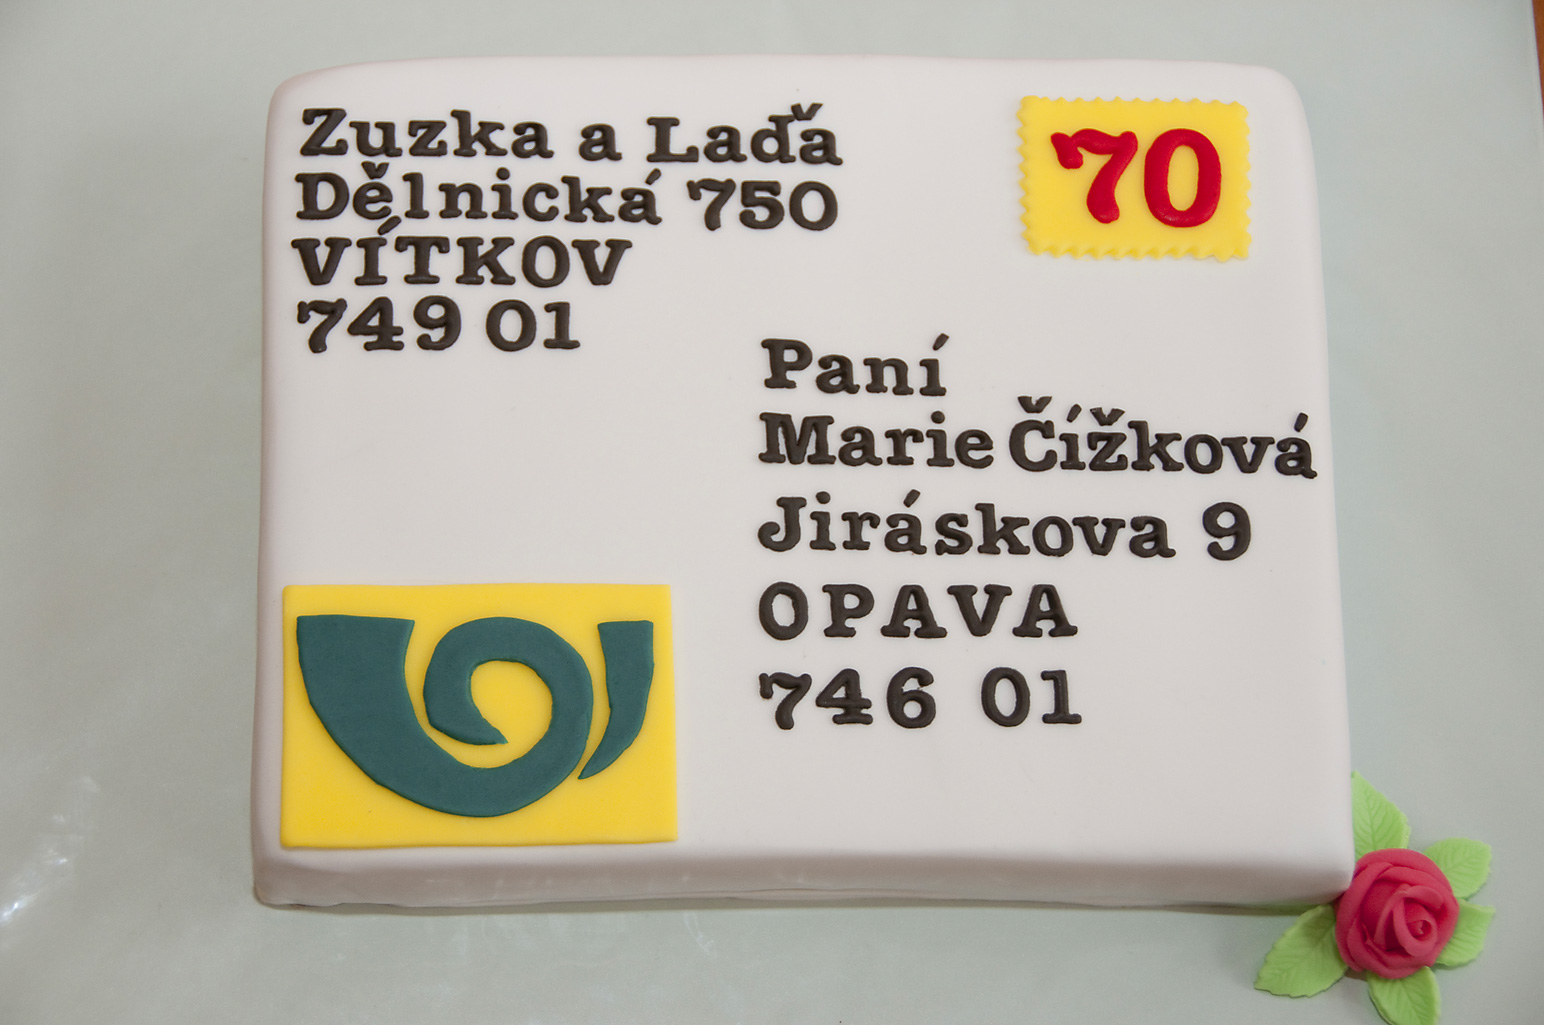 Zuzka a Laďa
Dělnická 750
VÍTKOV
749 01
70
Paní
Marie Čížková
Jiráskova 9
OPAVA
746 01